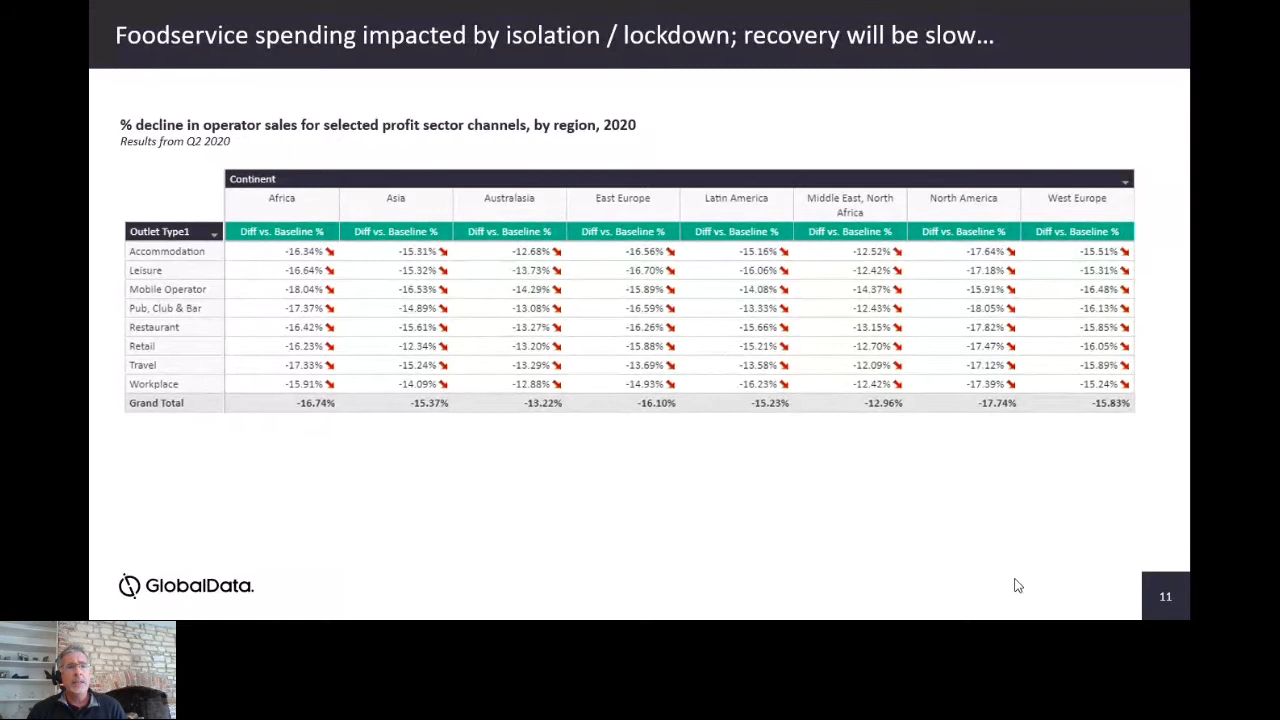 Foodservice spending impacted by isolation / lockdown; recovery will be slow…
% decline in operator sales for selected profit sector channels, by region, 2020
Results from Q2 2020
Continent
Africa Asia Australasia East Europe Latin America Middle East, North Africa North America West Europe
Outlet Type1 Diff vs. Baseline % Diff vs. Baseline % Diff vs. Baseline % Diff vs. Baseline % Diff vs. Baseline % Diff vs. Baseline % Diff vs. Baseline % Diff vs. Baseline %
Accommodation -16.34% -15.31% -12.68% -16.56% -15.16% -12.52% -17.64% -15.51%
Leisure -16.64% -15.32% -13.73% -16.70% -16.06% -12.42% -17.18% -15.31%
Mobile Operator -18.04% -16.53% -14.29% -15.89% -14.08% -14.37% -15.91% -16.48%
Pub, Club & Bar -17.37% -14.89% -13.08% -16.59% -13.33% -12.43% -18.05% -16.13%
Restaurant -16.42% -15.61% -13.27% -16.26% -15.66% -13.15% -17.82% -15.85%
Retail -16.23% -12.34% -13.20% -15.88% -15.21% -12.70% -17.47% -16.05%
Travel -17.33% -15.24% -13.29% -13.69% -13.58% -12.09% -17.12% -15.89%
Workplace -15.91% -14.09% -12.88% -14.93% -16.23% -12.42% -17.39% -15.24%
Grand Total -16.74% -15.37% -13.22% -16.10% -15.23% -12.96% -17.74% -15.83%
GlobalData.
11